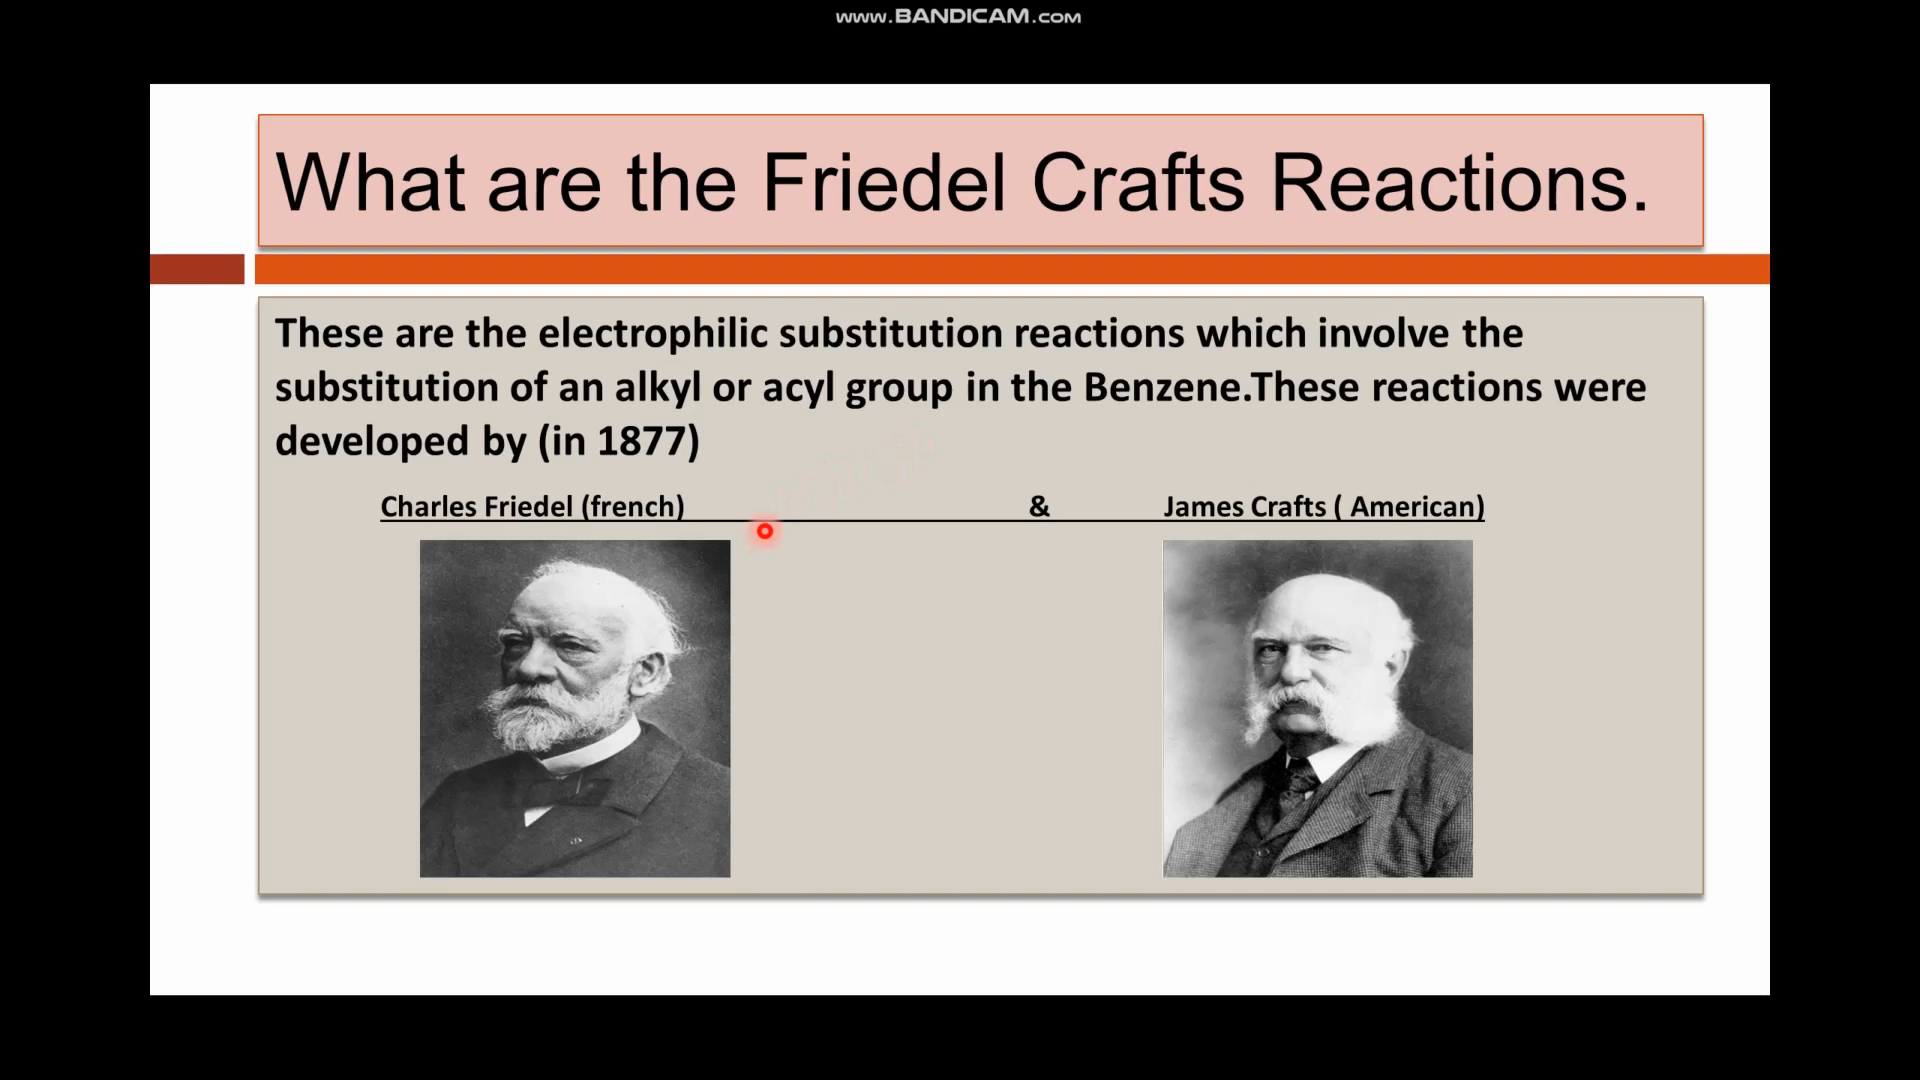 www.BANDICAM.com
What are the Friedel Crafts Reactions.
These are the electrophilic substitution reactions which involve the
substitution of an alkyl or acyl group in the Benzene.These reactions were
developed by (in 1877)
Charles Friedel (french) & James Crafts ( American)